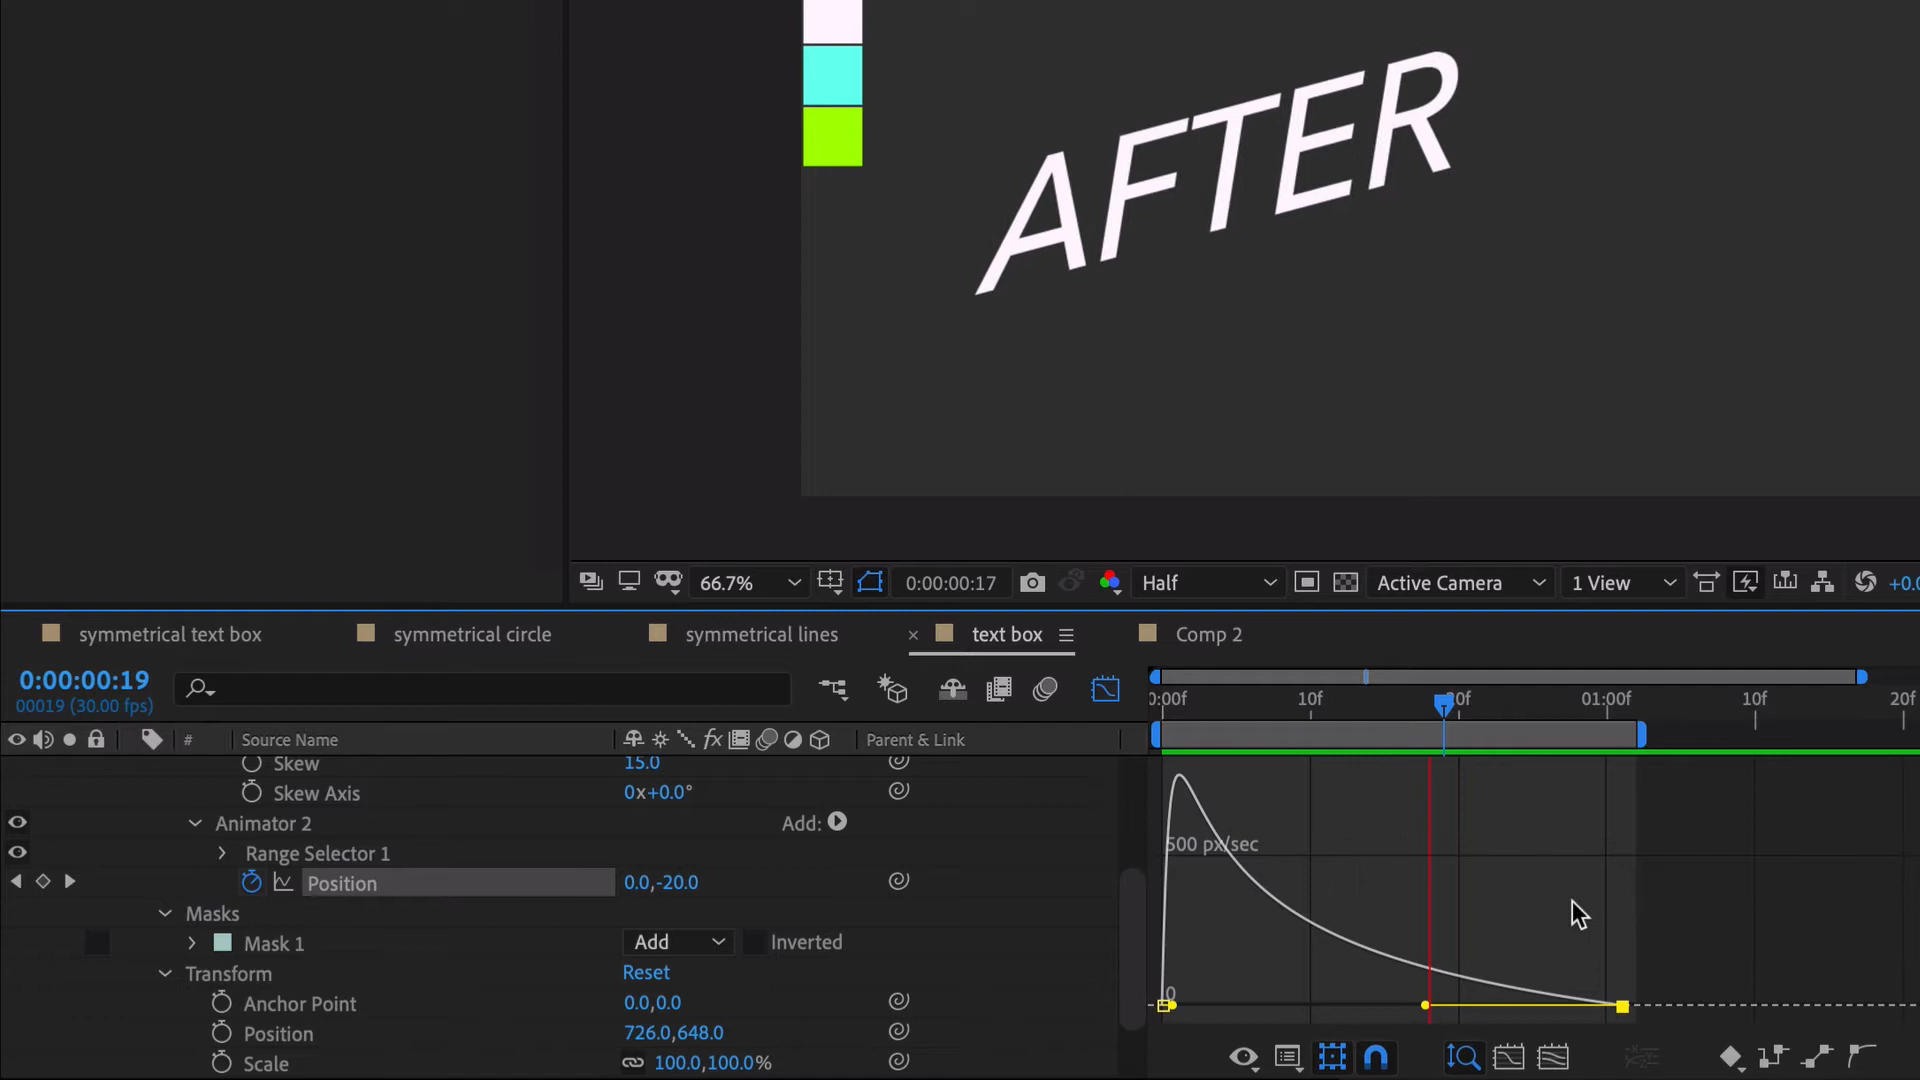 AFTER
66.7%
0:00:00:17
Half
Active Camera
1 View
symmetrical text box
symmetrical circle
symmetrical lines
× text box
Comp 2
0:00:00:19
00019 (30.00 fps)
10f
01:00f
10f
20f
#
Source Name
fx
Parent & Link
Skew
15.0
Skew Axis
0x+0.0°
Animator 2
Add:
Range Selector 1
500 px/sec
Position
0.0,-20.0
Masks
Mask 1
Add
Inverted
Transform
Reset
0
Anchor Point
0.0,0.0
Position
726.0,648.0
Scale
100.0,100.0%